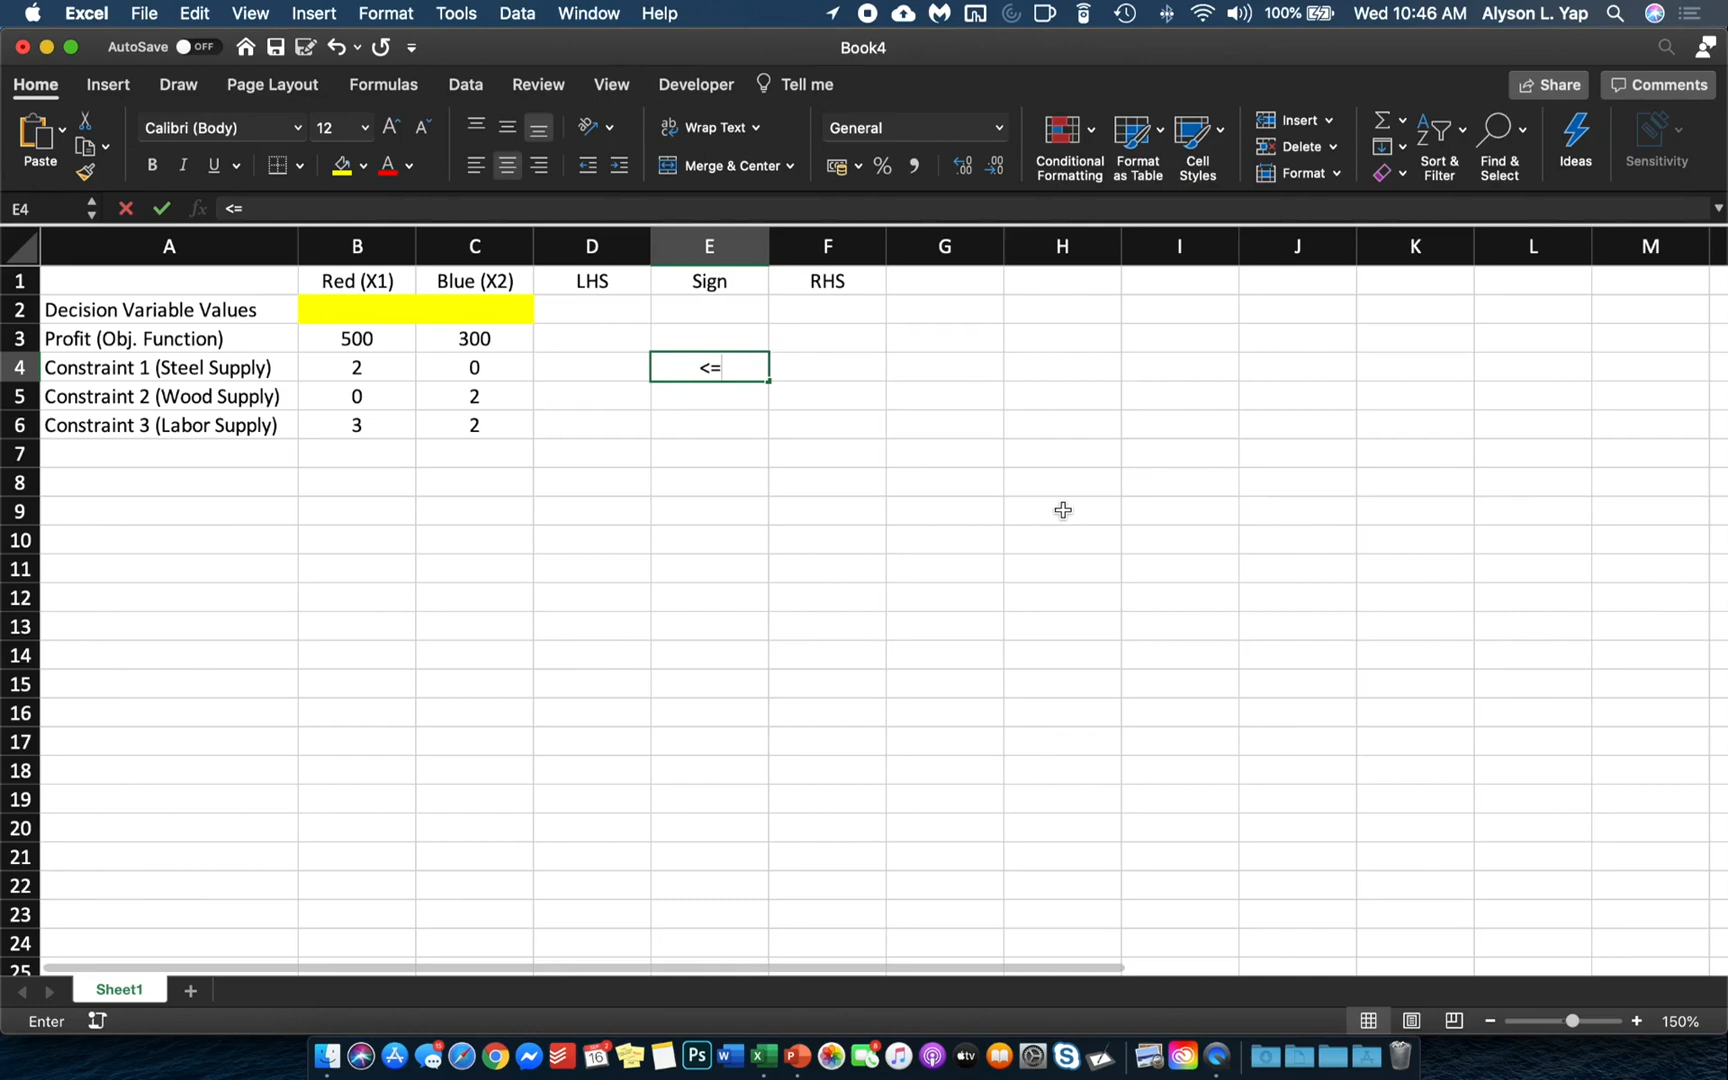 Excel File Edit View Insert Format Tools Data Window Help 100% Wed 10:46 AM Alyson L. Yap
AutoSave OFF Book4
Home Insert Draw Page Layout Formulas Data Review View Developer Tell me Share Comments
Paste Calibri (Body) 12 A A Wrap Text General Insert
B I U A Merge & Center % Conditional Formatting Format as Table Cell Styles Delete Format Sort & Filter Find & Select Ideas Sensitivity
E4 fx <=
A B C D E F G H I J K L M
1 Red (X1) Blue (X2) LHS Sign RHS
2 Decision Variable Values
3 Profit (Obj. Function) 500 300
4 Constraint 1 (Steel Supply) 2 0 <=
5 Constraint 2 (Wood Supply) 0 2
6 Constraint 3 (Labor Supply) 3 2
7
8
9
10
11
12
13
14
15
16
17
18
19
20
21
22
23
24
25
Sheet1 +
Enter 150%